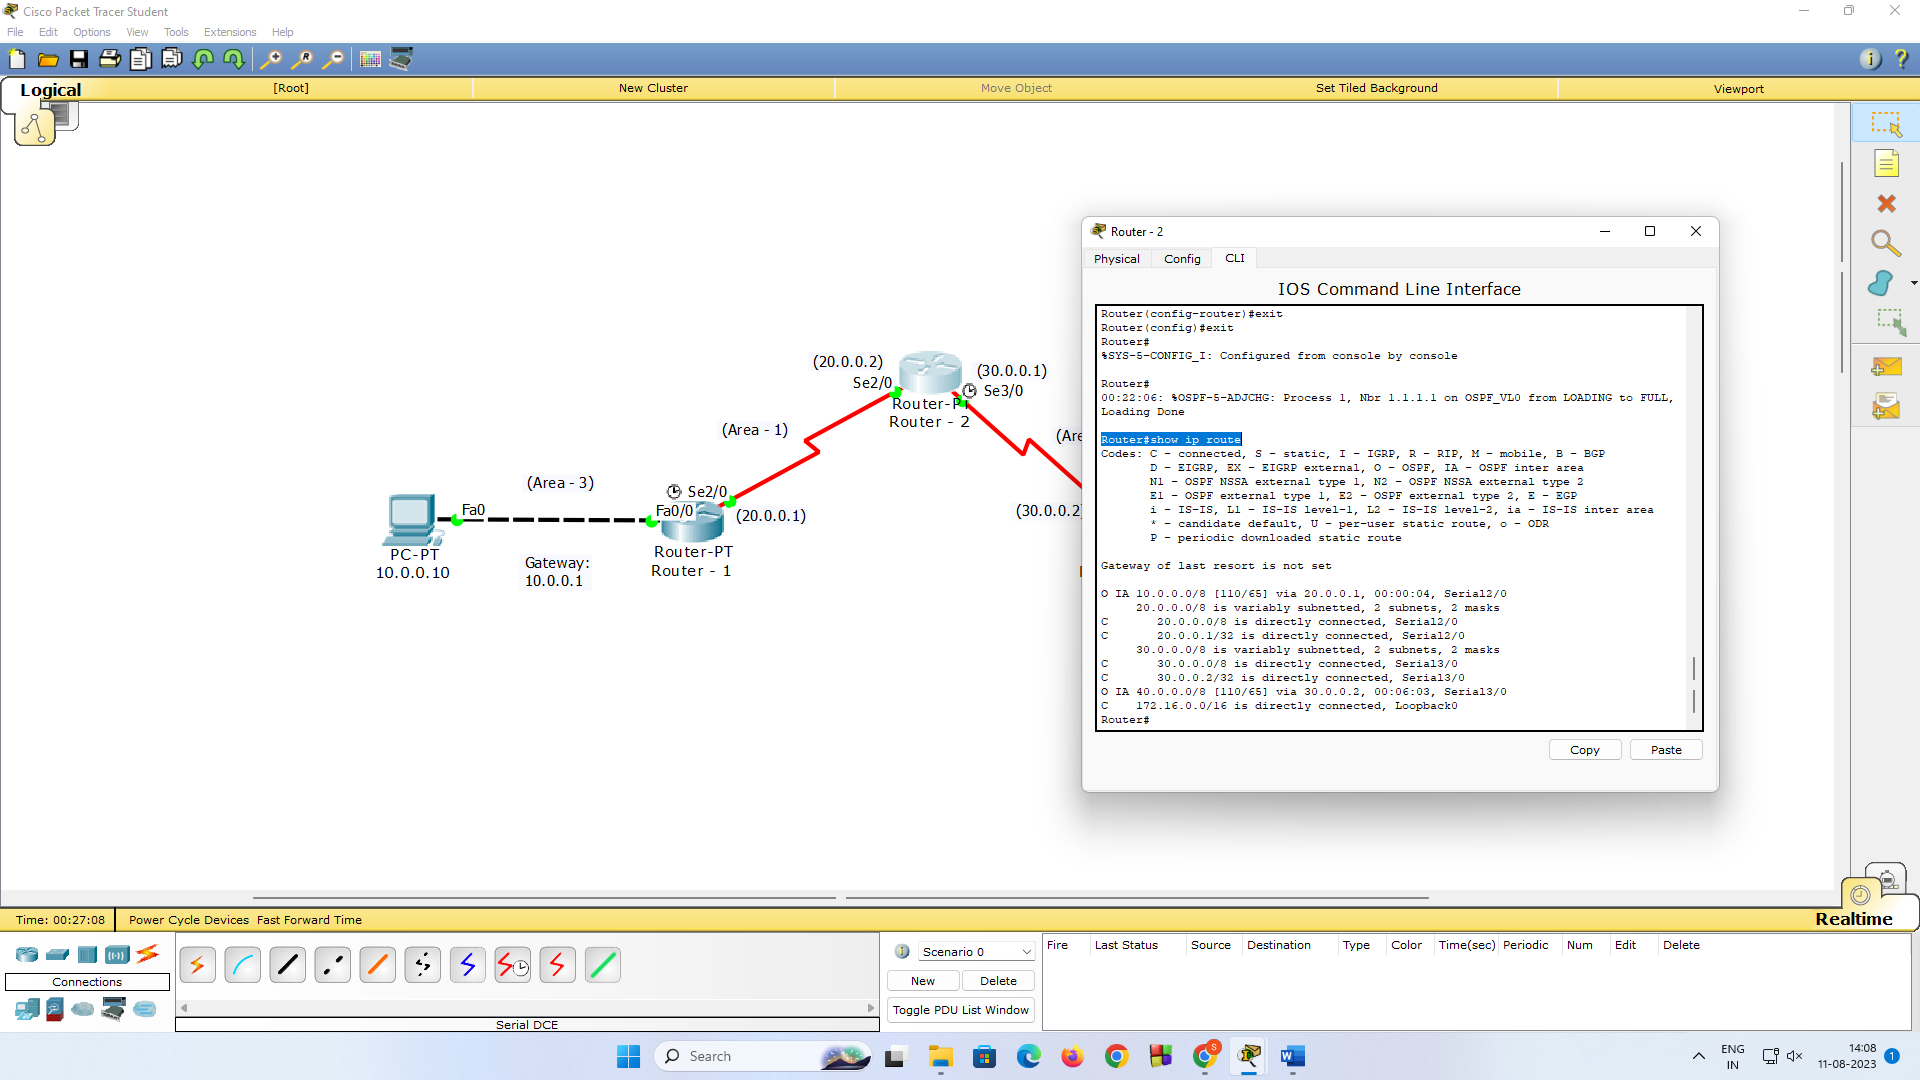 Cisco Packet Tracer Student
File Edit Options View Tools Extensions Help
Logical [Root] New Cluster Move Object Set Tiled Background Viewport
Router - 2
Physical Config CLI
IOS Command Line Interface
Router(config-router)#exit
Router(config)#exit
Router#
%SYS-5-CONFIG_I: Configured from console by console
Router#
00:22:06: %OSPF-5-ADJCHG: Process 1, Nbr 1.1.1.1 on OSPF_VL0 from LOADING to FULL,
Loading Done
Router#show ip route
Codes: C - connected, S - static, I - IGRP, R - RIP, M - mobile, B - BGP
D - EIGRP, EX - EIGRP external, O - OSPF, IA - OSPF inter area
N1 - OSPF NSSA external type 1, N2 - OSPF NSSA external type 2
E1 - OSPF external type 1, E2 - OSPF external type 2, E - EGP
i - IS-IS, L1 - IS-IS level-1, L2 - IS-IS level-2, ia - IS-IS inter area
* - candidate default, U - per-user static route, o - ODR
P - periodic downloaded static route
Gateway of last resort is not set
O IA 10.0.0.0/8 [110/65] via 20.0.0.1, 00:00:04, Serial2/0
20.0.0.0/8 is variably subnetted, 2 subnets, 2 masks
C 20.0.0.0/8 is directly connected, Serial2/0
C 20.0.0.1/32 is directly connected, Serial2/0
30.0.0.0/8 is variably subnetted, 2 subnets, 2 masks
C 30.0.0.0/8 is directly connected, Serial3/0
C 30.0.0.2/32 is directly connected, Serial3/0
O IA 40.0.0.0/8 [110/65] via 30.0.0.2, 00:06:03, Serial3/0
C 172.16.0.0/16 is directly connected, Loopback0
Router#
Copy Paste
(20.0.0.2)
Se2/0
(30.0.0.1)
Se3/0
Router-PT
Router - 2
(Area - 1)
(Are
(Area - 3)
Se2/0
Fa0
Fa0/0
(20.0.0.1)
(30.0.0.2)
PC-PT
10.0.0.10
Gateway:
10.0.0.1
Router-PT
Router - 1
Time: 00:27:08 Power Cycle Devices Fast Forward Time Realtime
Connections
Serial DCE
Scenario 0
New Delete
Toggle PDU List Window
Fire Last Status Source Destination Type Color Time(sec) Periodic Num Edit Delete
Search
ENG
IN
14:08
11-08-2023
1